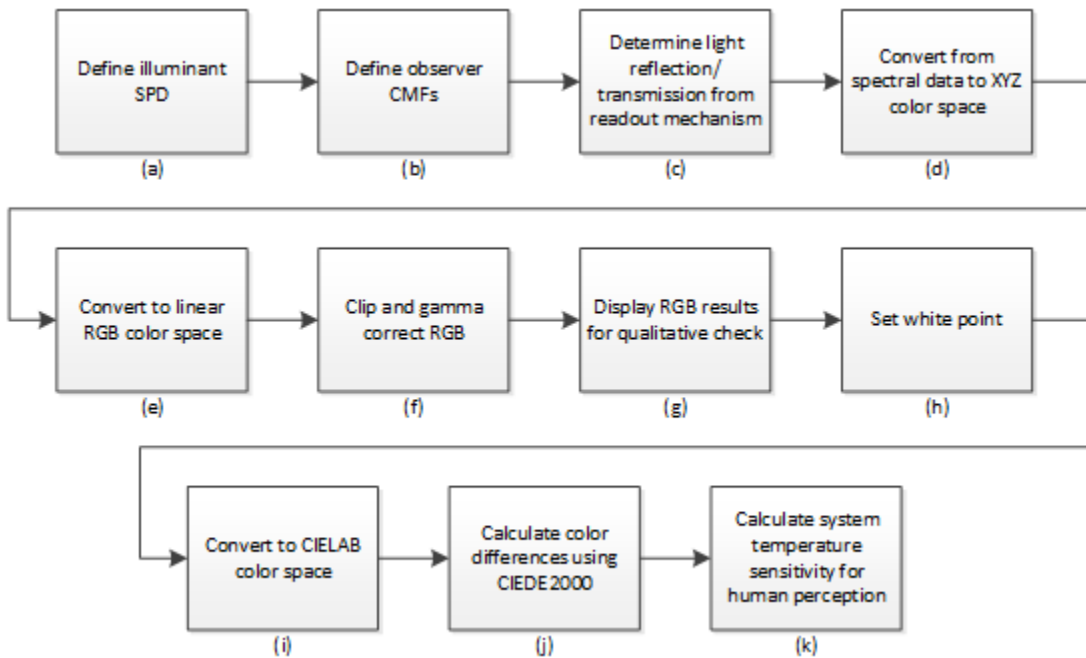 Define illuminant
SPD
(a)
Define observer
CMFs
(b)
Determine light
reflection/
transmission from
readout mechanism
(c)
Convert from
spectral data to XYZ
color space
(d)
Convert to linear
RGB color space
(e)
Clip and gamma
correct RGB
(f)
Display RGB results
for qualitative check
(g)
Set white point
(h)
Convert to CIELAB
color space
(i)
Calculate color
differences using
CIEDE2000
(j)
Calculate system
temperature
sensitivity for
human perception
(k)